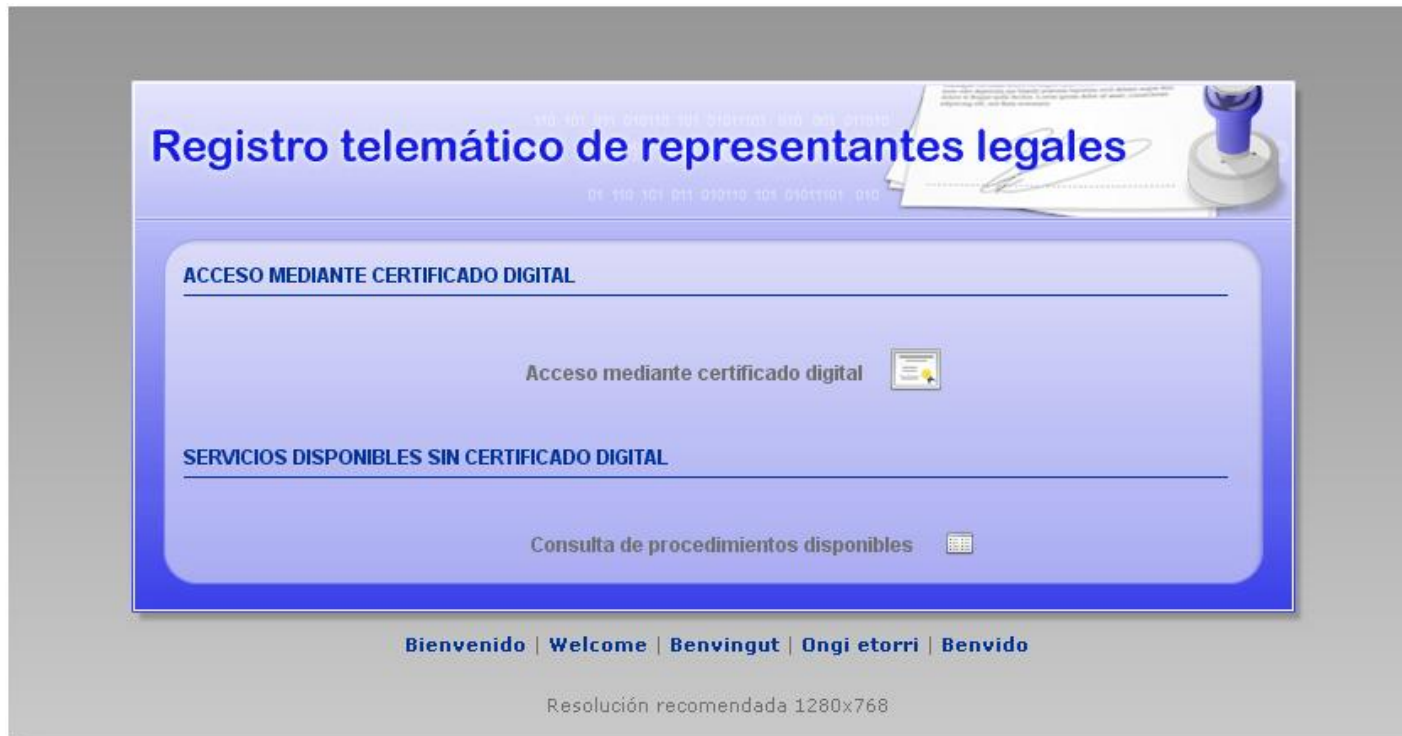 Registro telemático de representantes legales
ACCESO MEDIANTE CERTIFICADO DIGITAL
Acceso mediante certificado digital
SERVICIOS DISPONIBLES SIN CERTIFICADO DIGITAL
Consulta de procedimientos disponibles
Bienvenido | Welcome | Benvingut | Ongi etorri | Benvido
Resolución recomendada 1280x768